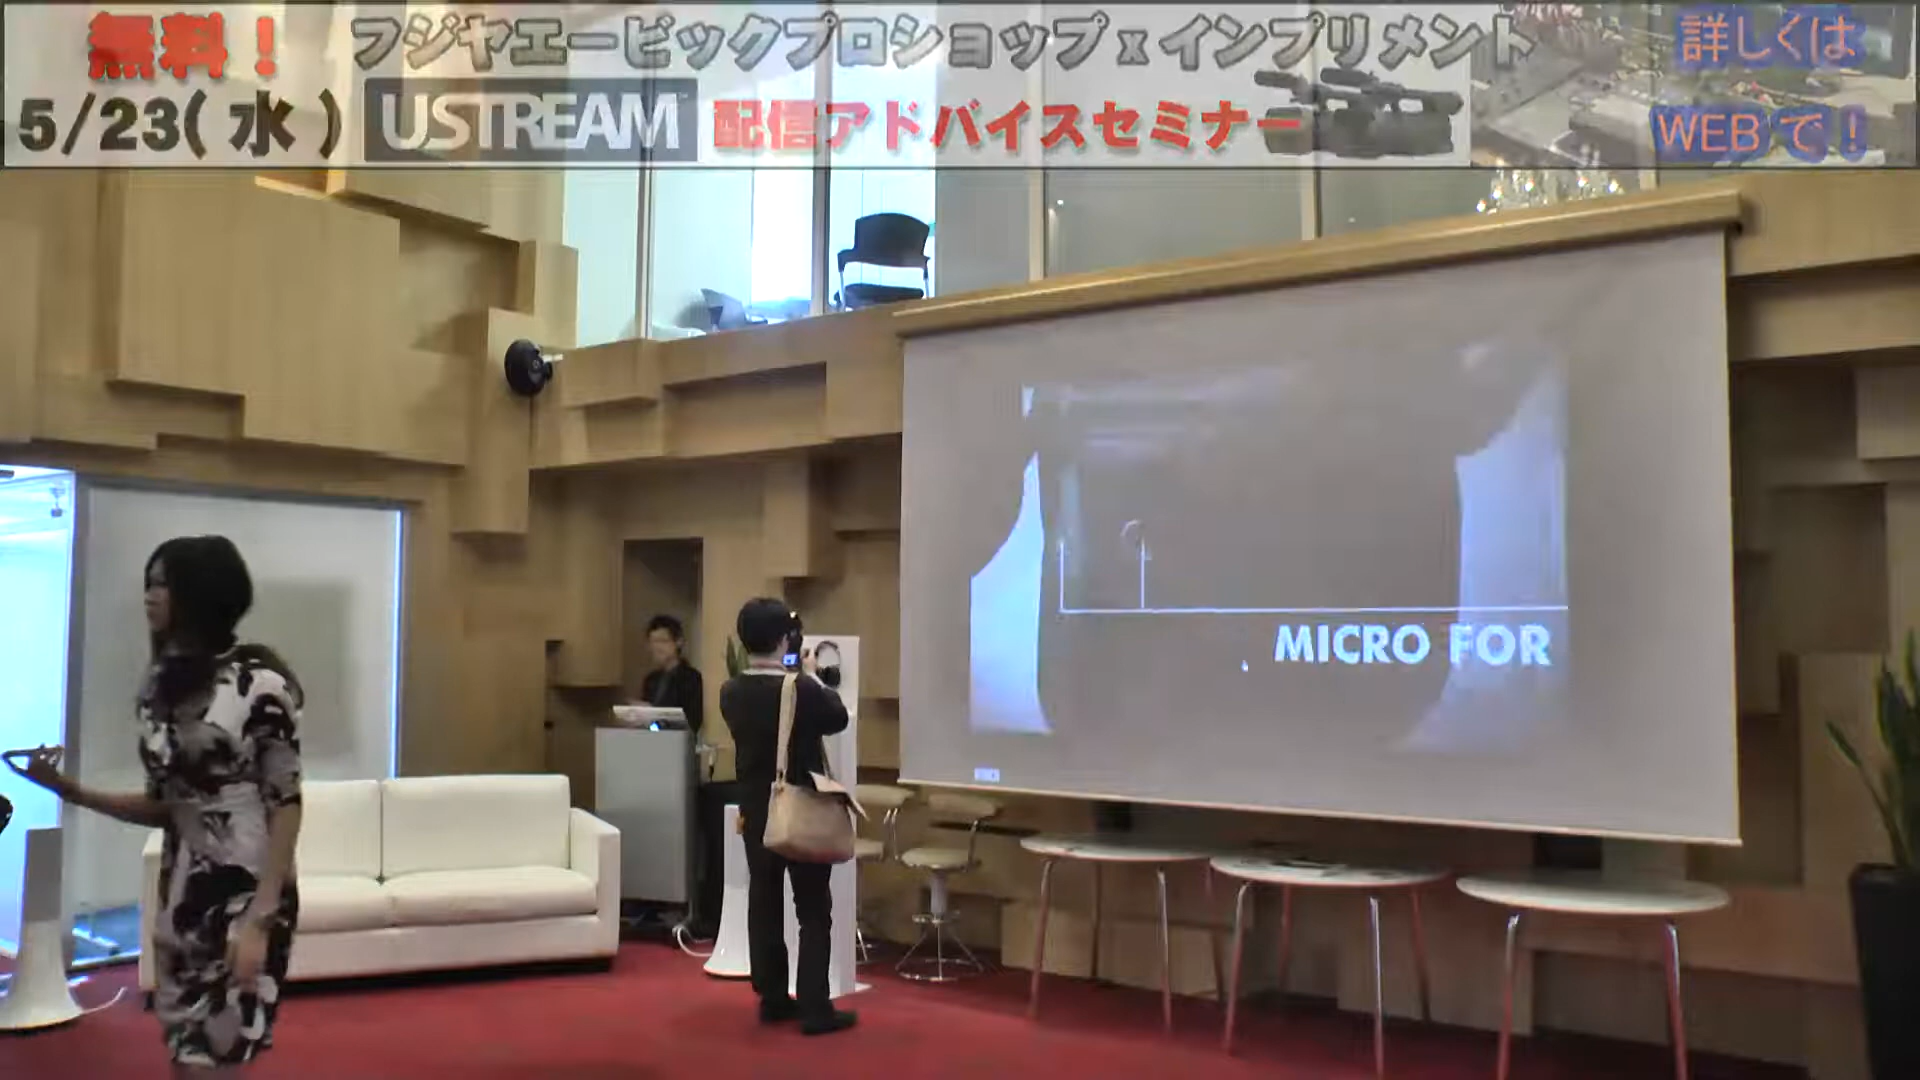 無料！ フジヤエービックプロショップ x インプリメント 詳しくは
5/23(水) USTREAM 配信アドバイスセミナー WEBで！
MICRO FOR